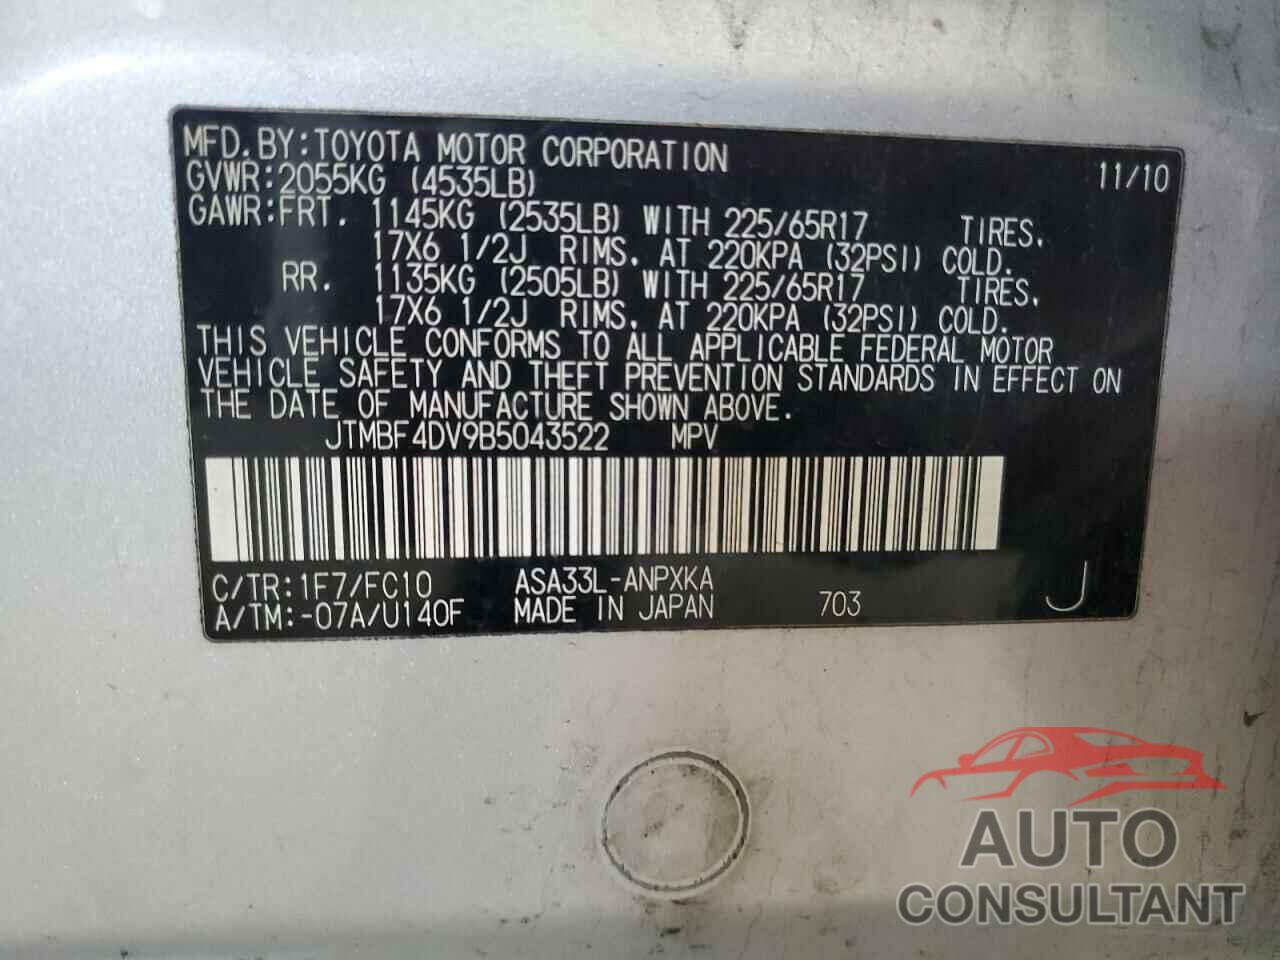 MFD. BY: TOYOTA MOTOR CORPORATION 11/10
GVWR: 2055KG (4535LB)
GAWR: FRT. 1145KG (2535LB) WITH 225/65R17 TIRES.
17X6 1/2J RIMS. AT 220KPA (32PSI) COLD.
RR. 1135KG (2505LB) WITH 225/65R17 TIRES.
17X6 1/2J RIMS. AT 220KPA (32PSI) COLD.
THIS VEHICLE CONFORMS TO ALL APPLICABLE FEDERAL MOTOR
VEHICLE SAFETY AND THEFT PREVENTION STANDARDS IN EFFECT ON
THE DATE OF MANUFACTURE SHOWN ABOVE.
JTMBF4DV9B5043522 MPV
C/TR: 1F7/FC10 ASA33L-ANPXKA
A/TM: -07A/U140F MADE IN JAPAN 703 J
AUTO
CONSULTANT